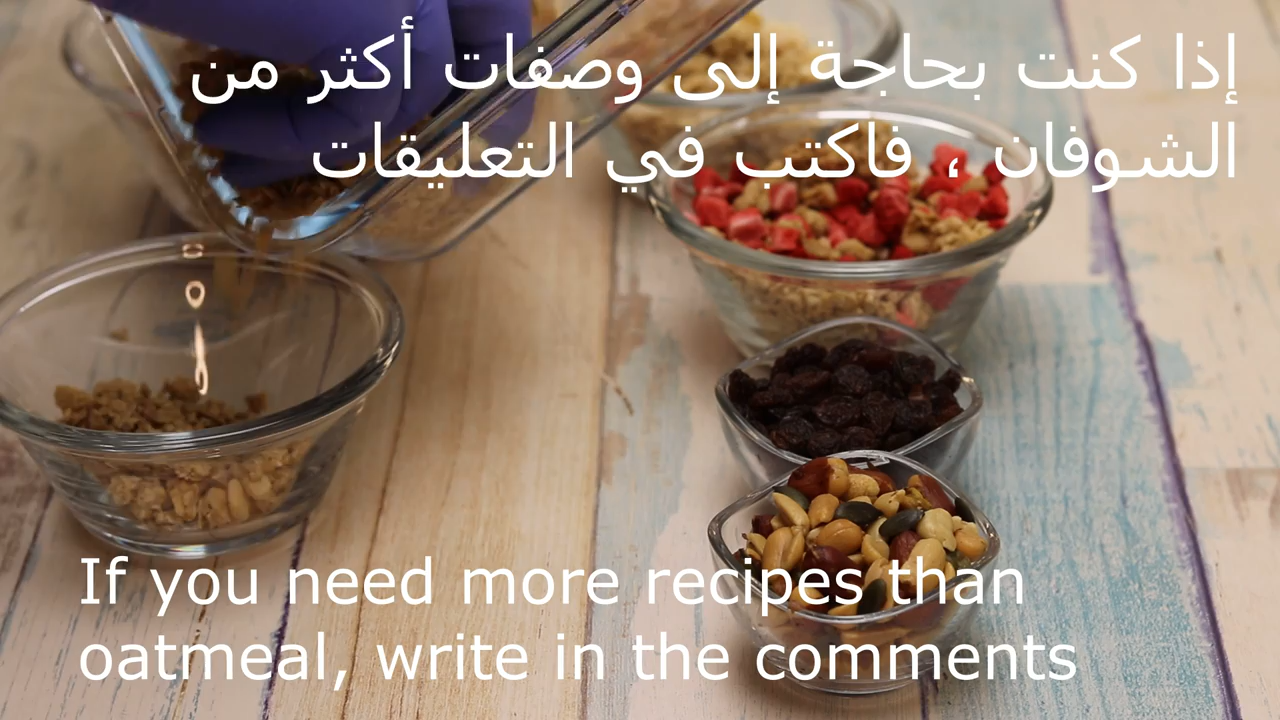 إذا كنت بحاجة إلى وصفات أكثر من
الشوفان ، فاكتب في التعليقات
If you need more recipes than
oatmeal, write in the comments